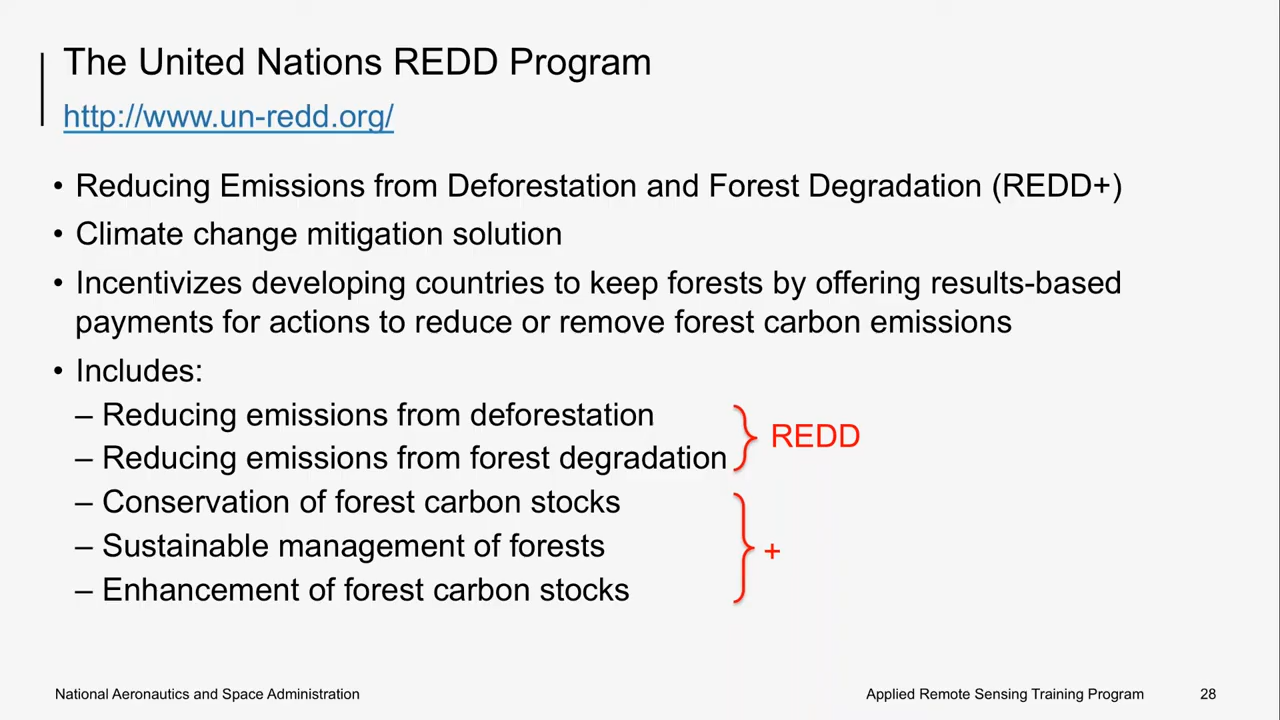 The United Nations REDD Program
http://www.un-redd.org/
• Reducing Emissions from Deforestation and Forest Degradation (REDD+)
• Climate change mitigation solution
• Incentivizes developing countries to keep forests by offering results-based
payments for actions to reduce or remove forest carbon emissions
• Includes:
– Reducing emissions from deforestation
– Reducing emissions from forest degradation
REDD
– Conservation of forest carbon stocks
– Sustainable management of forests
– Enhancement of forest carbon stocks
+
National Aeronautics and Space Administration
Applied Remote Sensing Training Program
28